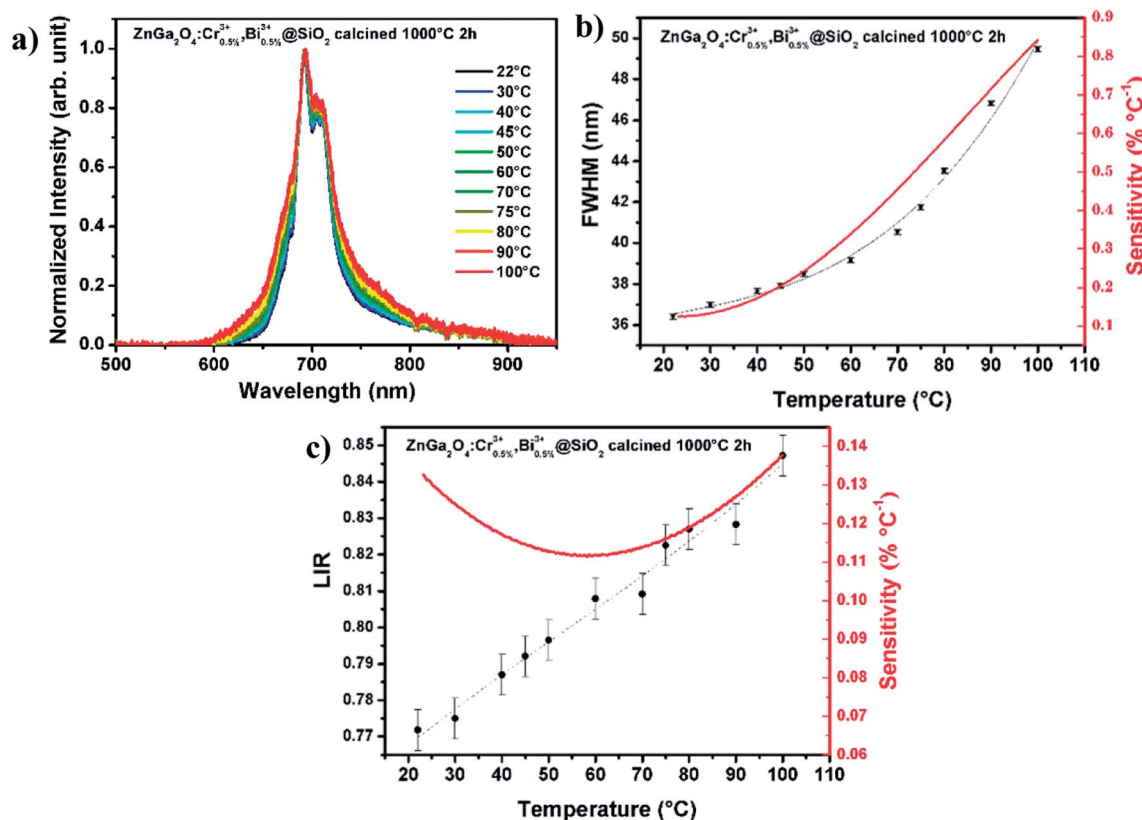 a)
ZnGa₂O₄:Cr³⁺₀.₅%,Bi³⁺₀.₅%@SiO₂ calcined 1000°C 2h
Normalized Intensity (arb. unit)
1.0
0.8
0.6
0.4
0.2
0.0
22°C
30°C
40°C
45°C
50°C
60°C
70°C
75°C
80°C
90°C
100°C
500
600
700
800
900
Wavelength (nm)
b)
ZnGa₂O₄:Cr³⁺₀.₅%,Bi³⁺₀.₅%@SiO₂ calcined 1000°C 2h
FWHM (nm)
50
48
46
44
42
40
38
36
0.9
0.8
0.7
0.6
0.5
0.4
0.3
0.2
0.1
Sensitivity (% °C⁻¹)
20
30
40
50
60
70
80
90
100
110
Temperature (°C)
c)
ZnGa₂O₄:Cr³⁺₀.₅%,Bi³⁺₀.₅%@SiO₂ calcined 1000°C 2h
LIR
0.85
0.84
0.83
0.82
0.81
0.80
0.79
0.78
0.77
0.14
0.13
0.12
0.11
0.10
0.09
0.08
0.07
0.06
Sensitivity (% °C⁻¹)
20
30
40
50
60
70
80
90
100
110
Temperature (°C)